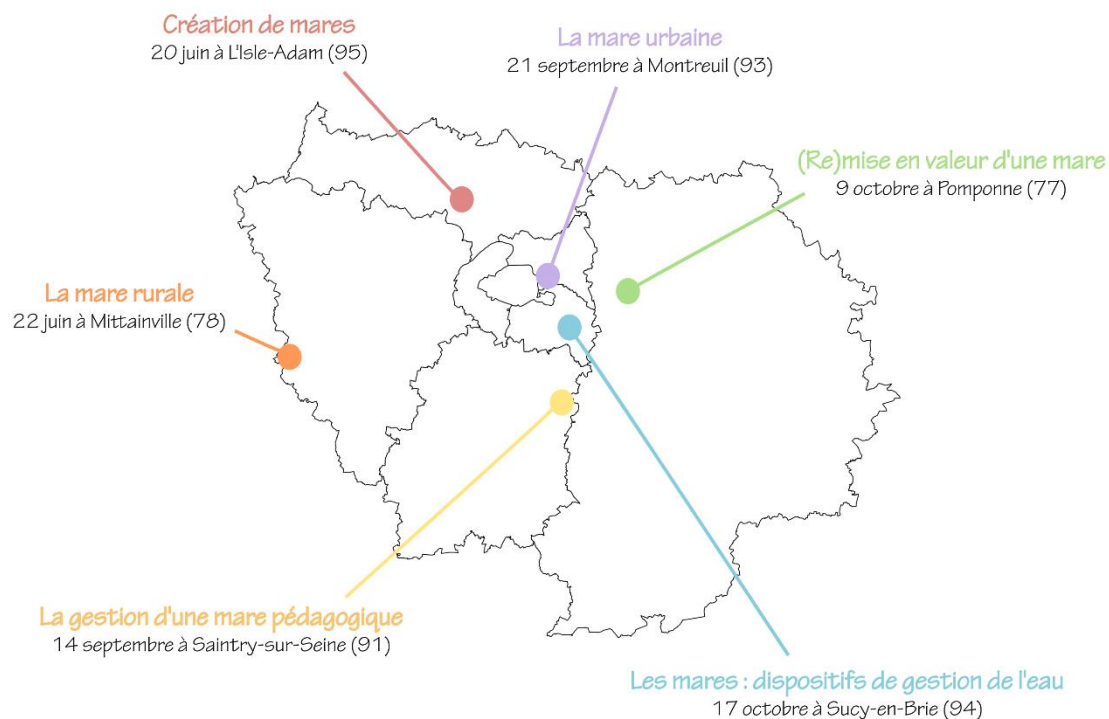 Création de mares
20 juin à L'Isle-Adam (95)
La mare urbaine
21 septembre à Montreuil (93)
(Re)mise en valeur d'une mare
9 octobre à Pomponne (77)
La mare rurale
22 juin à Mittainville (78)
La gestion d'une mare pédagogique
14 septembre à Saintry-sur-Seine (91)
Les mares : dispositifs de gestion de l'eau
17 octobre à Sucy-en-Brie (94)